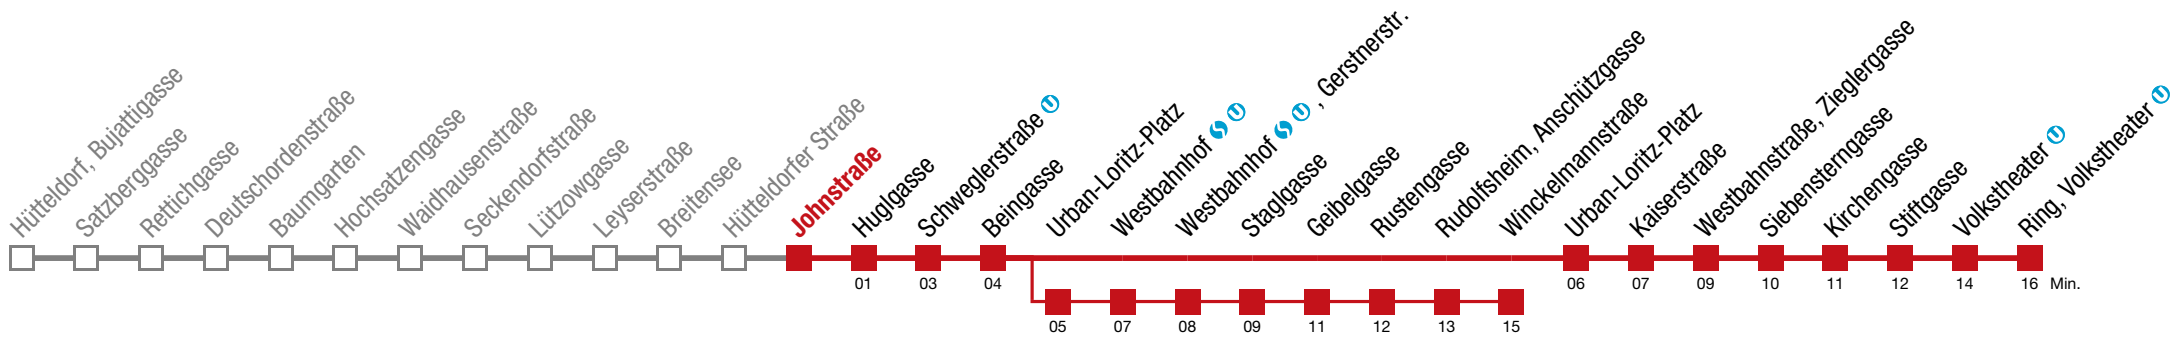 Hütteldorf, Bujattigasse
Satzberggasse
Rettichgasse
Deutschordenstraße
Baumgarten
Hochsatzengasse
Waidhausenstraße
Seckendorfstraße
Lützowgasse
Leyserstraße
Breitensee
Hütteldorfer Straße
Johnstraße
Huglgasse
Schweglerstraße U
Beingasse
Urban-Loritz-Platz
Westbahnhof S U
Westbahnhof S U , Gerstnerstr.
Staglgasse
Geibelgasse
Rustengasse
Rudolfsheim, Anschützgasse
Winckelmannstraße
Urban-Loritz-Platz
Kaiserstraße
Westbahnstraße, Zieglergasse
Siebensterngasse
Kirchengasse
Stiftgasse
Volkstheater U
Ring, Volkstheater U
01 03 04 06 07 09 10 11 12 14 16 Min.
05 07 08 09 11 12 13 15